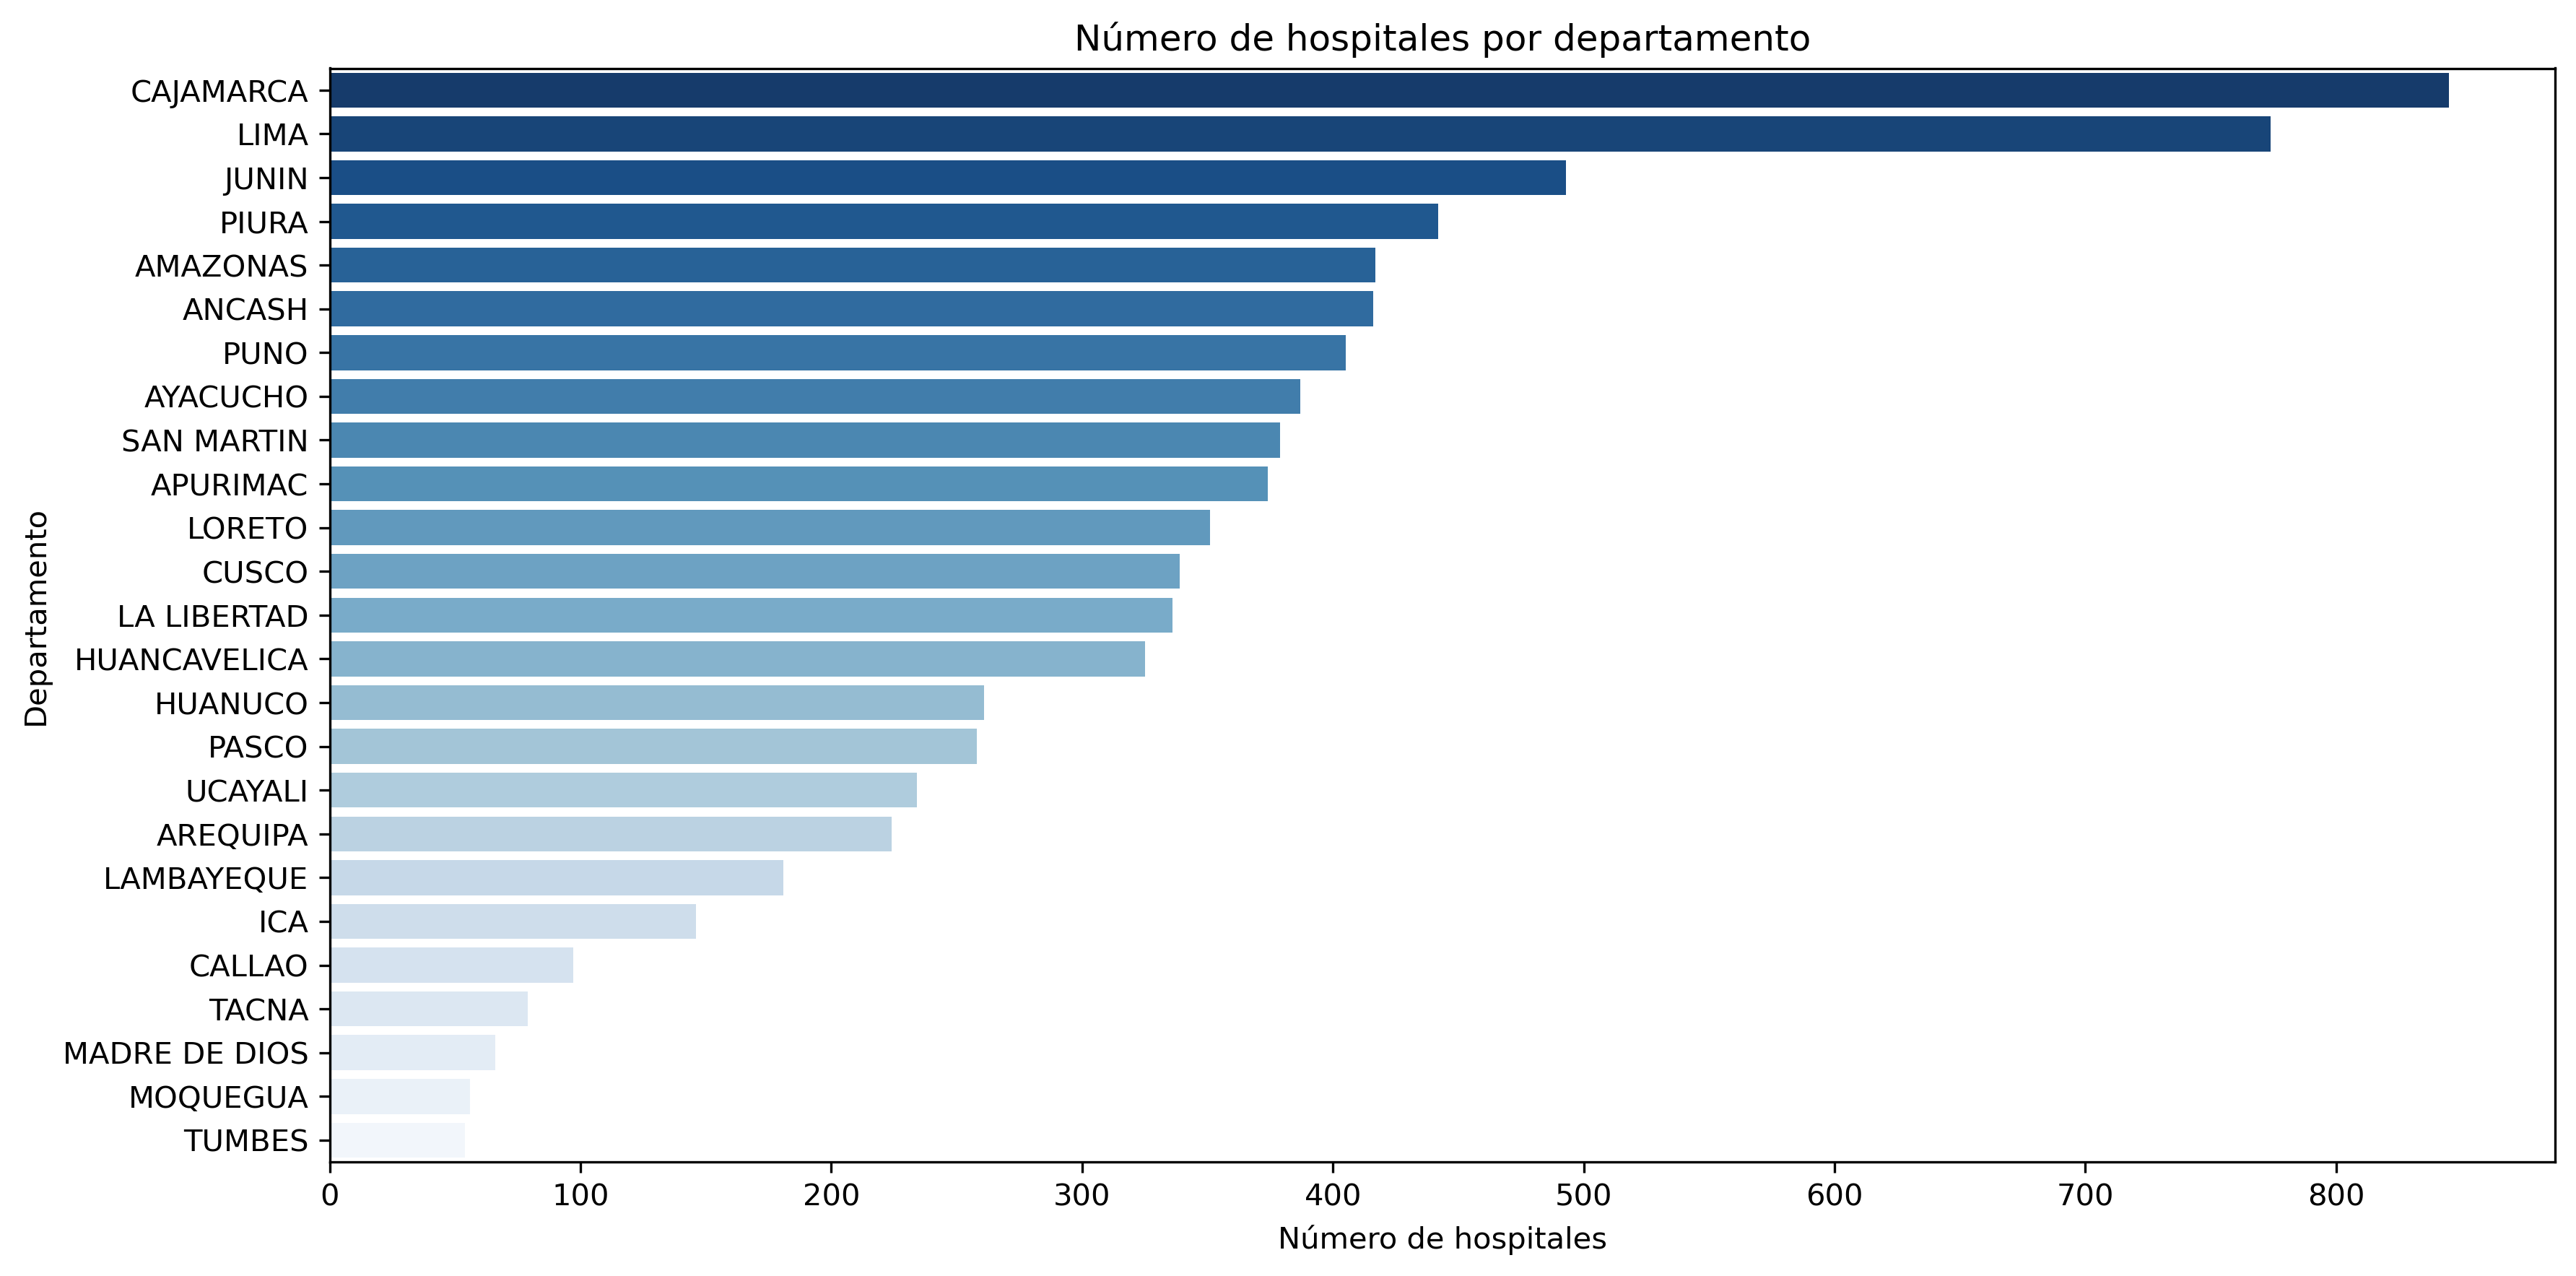 Número de hospitales por departamento
CAJAMARCA
LIMA
JUNIN
PIURA
AMAZONAS
ANCASH
PUNO
AYACUCHO
SAN MARTIN
APURIMAC
LORETO
CUSCO
LA LIBERTAD
HUANCAVELICA
HUANUCO
PASCO
UCAYALI
AREQUIPA
LAMBAYEQUE
ICA
CALLAO
TACNA
MADRE DE DIOS
MOQUEGUA
TUMBES
Departamento
0 100 200 300 400 500 600 700 800
Número de hospitales